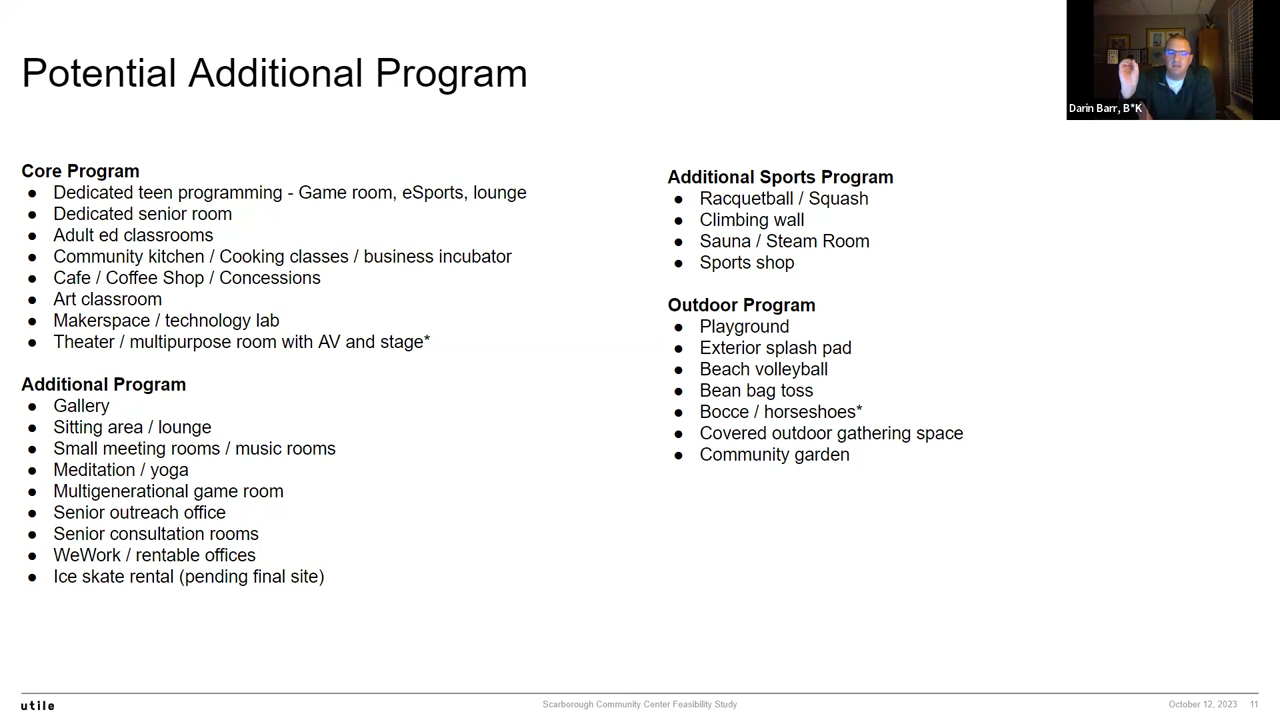 Potential Additional Program
Darin Barr, B*K
Core Program
● Dedicated teen programming - Game room, eSports, lounge
● Dedicated senior room
● Adult ed classrooms
● Community kitchen / Cooking classes / business incubator
● Cafe / Coffee Shop / Concessions
● Art classroom
● Makerspace / technology lab
● Theater / multipurpose room with AV and stage*
Additional Program
● Gallery
● Sitting area / lounge
● Small meeting rooms / music rooms
● Meditation / yoga
● Multigenerational game room
● Senior outreach office
● Senior consultation rooms
● WeWork / rentable offices
● Ice skate rental (pending final site)
Additional Sports Program
● Racquetball / Squash
● Climbing wall
● Sauna / Steam Room
● Sports shop
Outdoor Program
● Playground
● Exterior splash pad
● Beach volleyball
● Bean bag toss
● Bocce / horseshoes*
● Covered outdoor gathering space
● Community garden
utile
Scarborough Community Center Feasibility Study
October 12, 2023 11